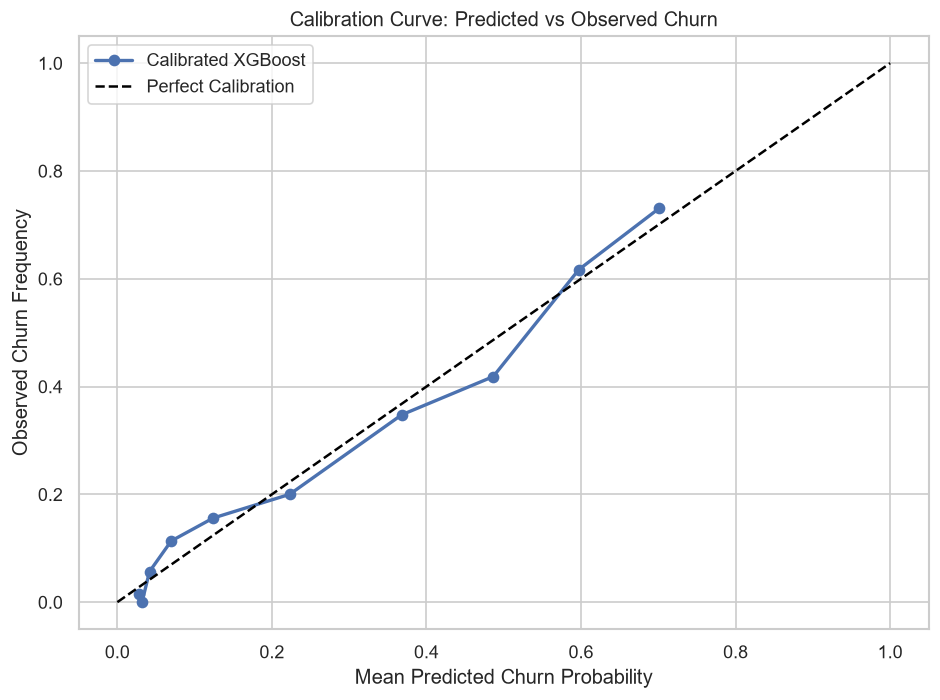 Calibration Curve: Predicted vs Observed Churn
Calibrated XGBoost
Perfect Calibration
Observed Churn Frequency
1.0
0.8
0.6
0.4
0.2
0.0
0.0 0.2 0.4 0.6 0.8 1.0
Mean Predicted Churn Probability